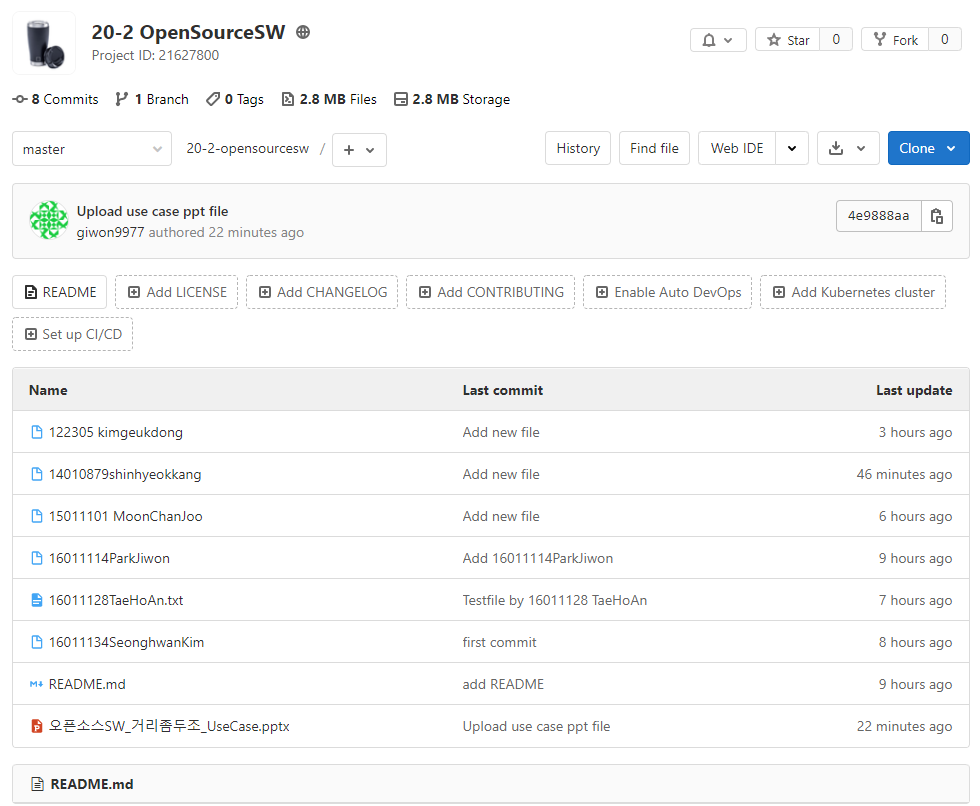 20-2 OpenSourceSW
Project ID: 21627800
Star 0 Fork 0
8 Commits 1 Branch 0 Tags 2.8 MB Files 2.8 MB Storage
master 20-2-opensourcesw / + History Find file Web IDE Clone
Upload use case ppt file
giwon9977 authored 22 minutes ago
4e9888aa
README Add LICENSE Add CHANGELOG Add CONTRIBUTING Enable Auto DevOps Add Kubernetes cluster
Set up CI/CD
Name Last commit Last update
122305 kimgeukdong Add new file 3 hours ago
14010879shinhyeokkang Add new file 46 minutes ago
15011101 MoonChanJoo Add new file 6 hours ago
16011114ParkJiwon Add 16011114ParkJiwon 9 hours ago
16011128TaeHoAn.txt Testfile by 16011128 TaeHoAn 7 hours ago
16011134SeonghwanKim first commit 8 hours ago
README.md add README 9 hours ago
오픈소스SW_거리좀두조_UseCase.pptx Upload use case ppt file 22 minutes ago
README.md